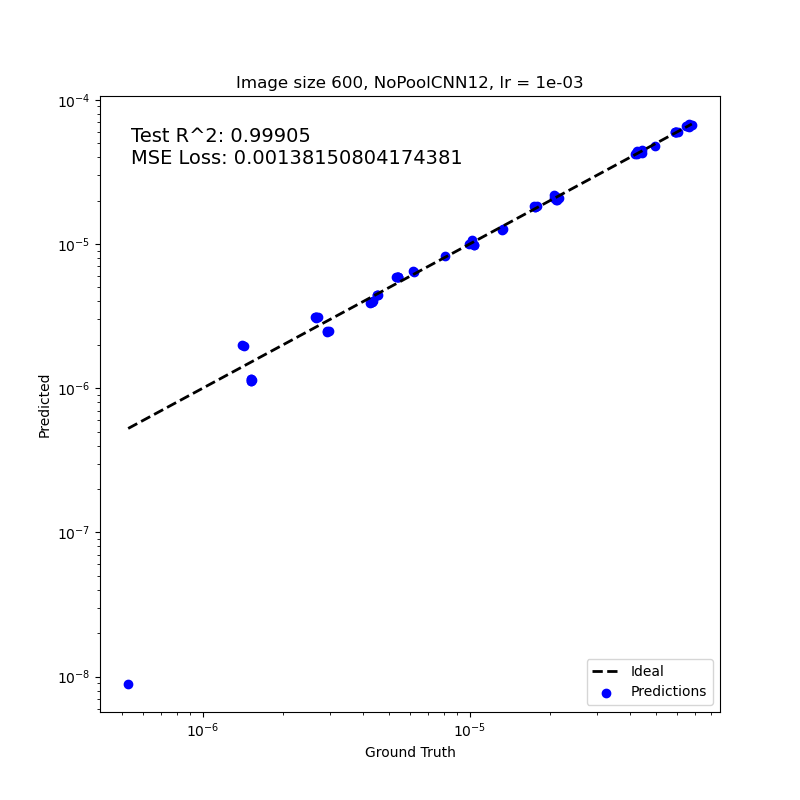 Image size 600, NoPoolCNN12, lr = 1e-03
Test R^2: 0.99905
MSE Loss: 0.00138150804174381
10⁻⁴
10⁻⁵
10⁻⁶
10⁻⁷
10⁻⁸
Predicted
Ideal
Predictions
10⁻⁶
10⁻⁵
Ground Truth